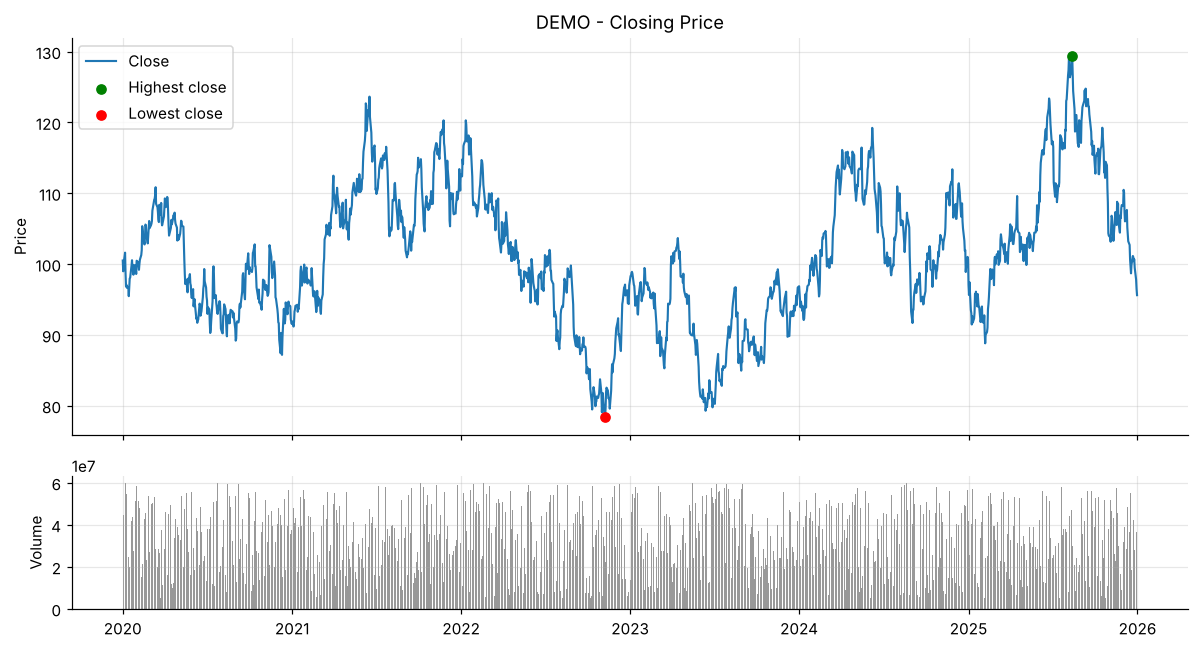 DEMO - Closing Price
Close
Highest close
Lowest close
Price
130
120
110
100
90
80
1e7
Volume
6
4
2
0
2020 2021 2022 2023 2024 2025 2026